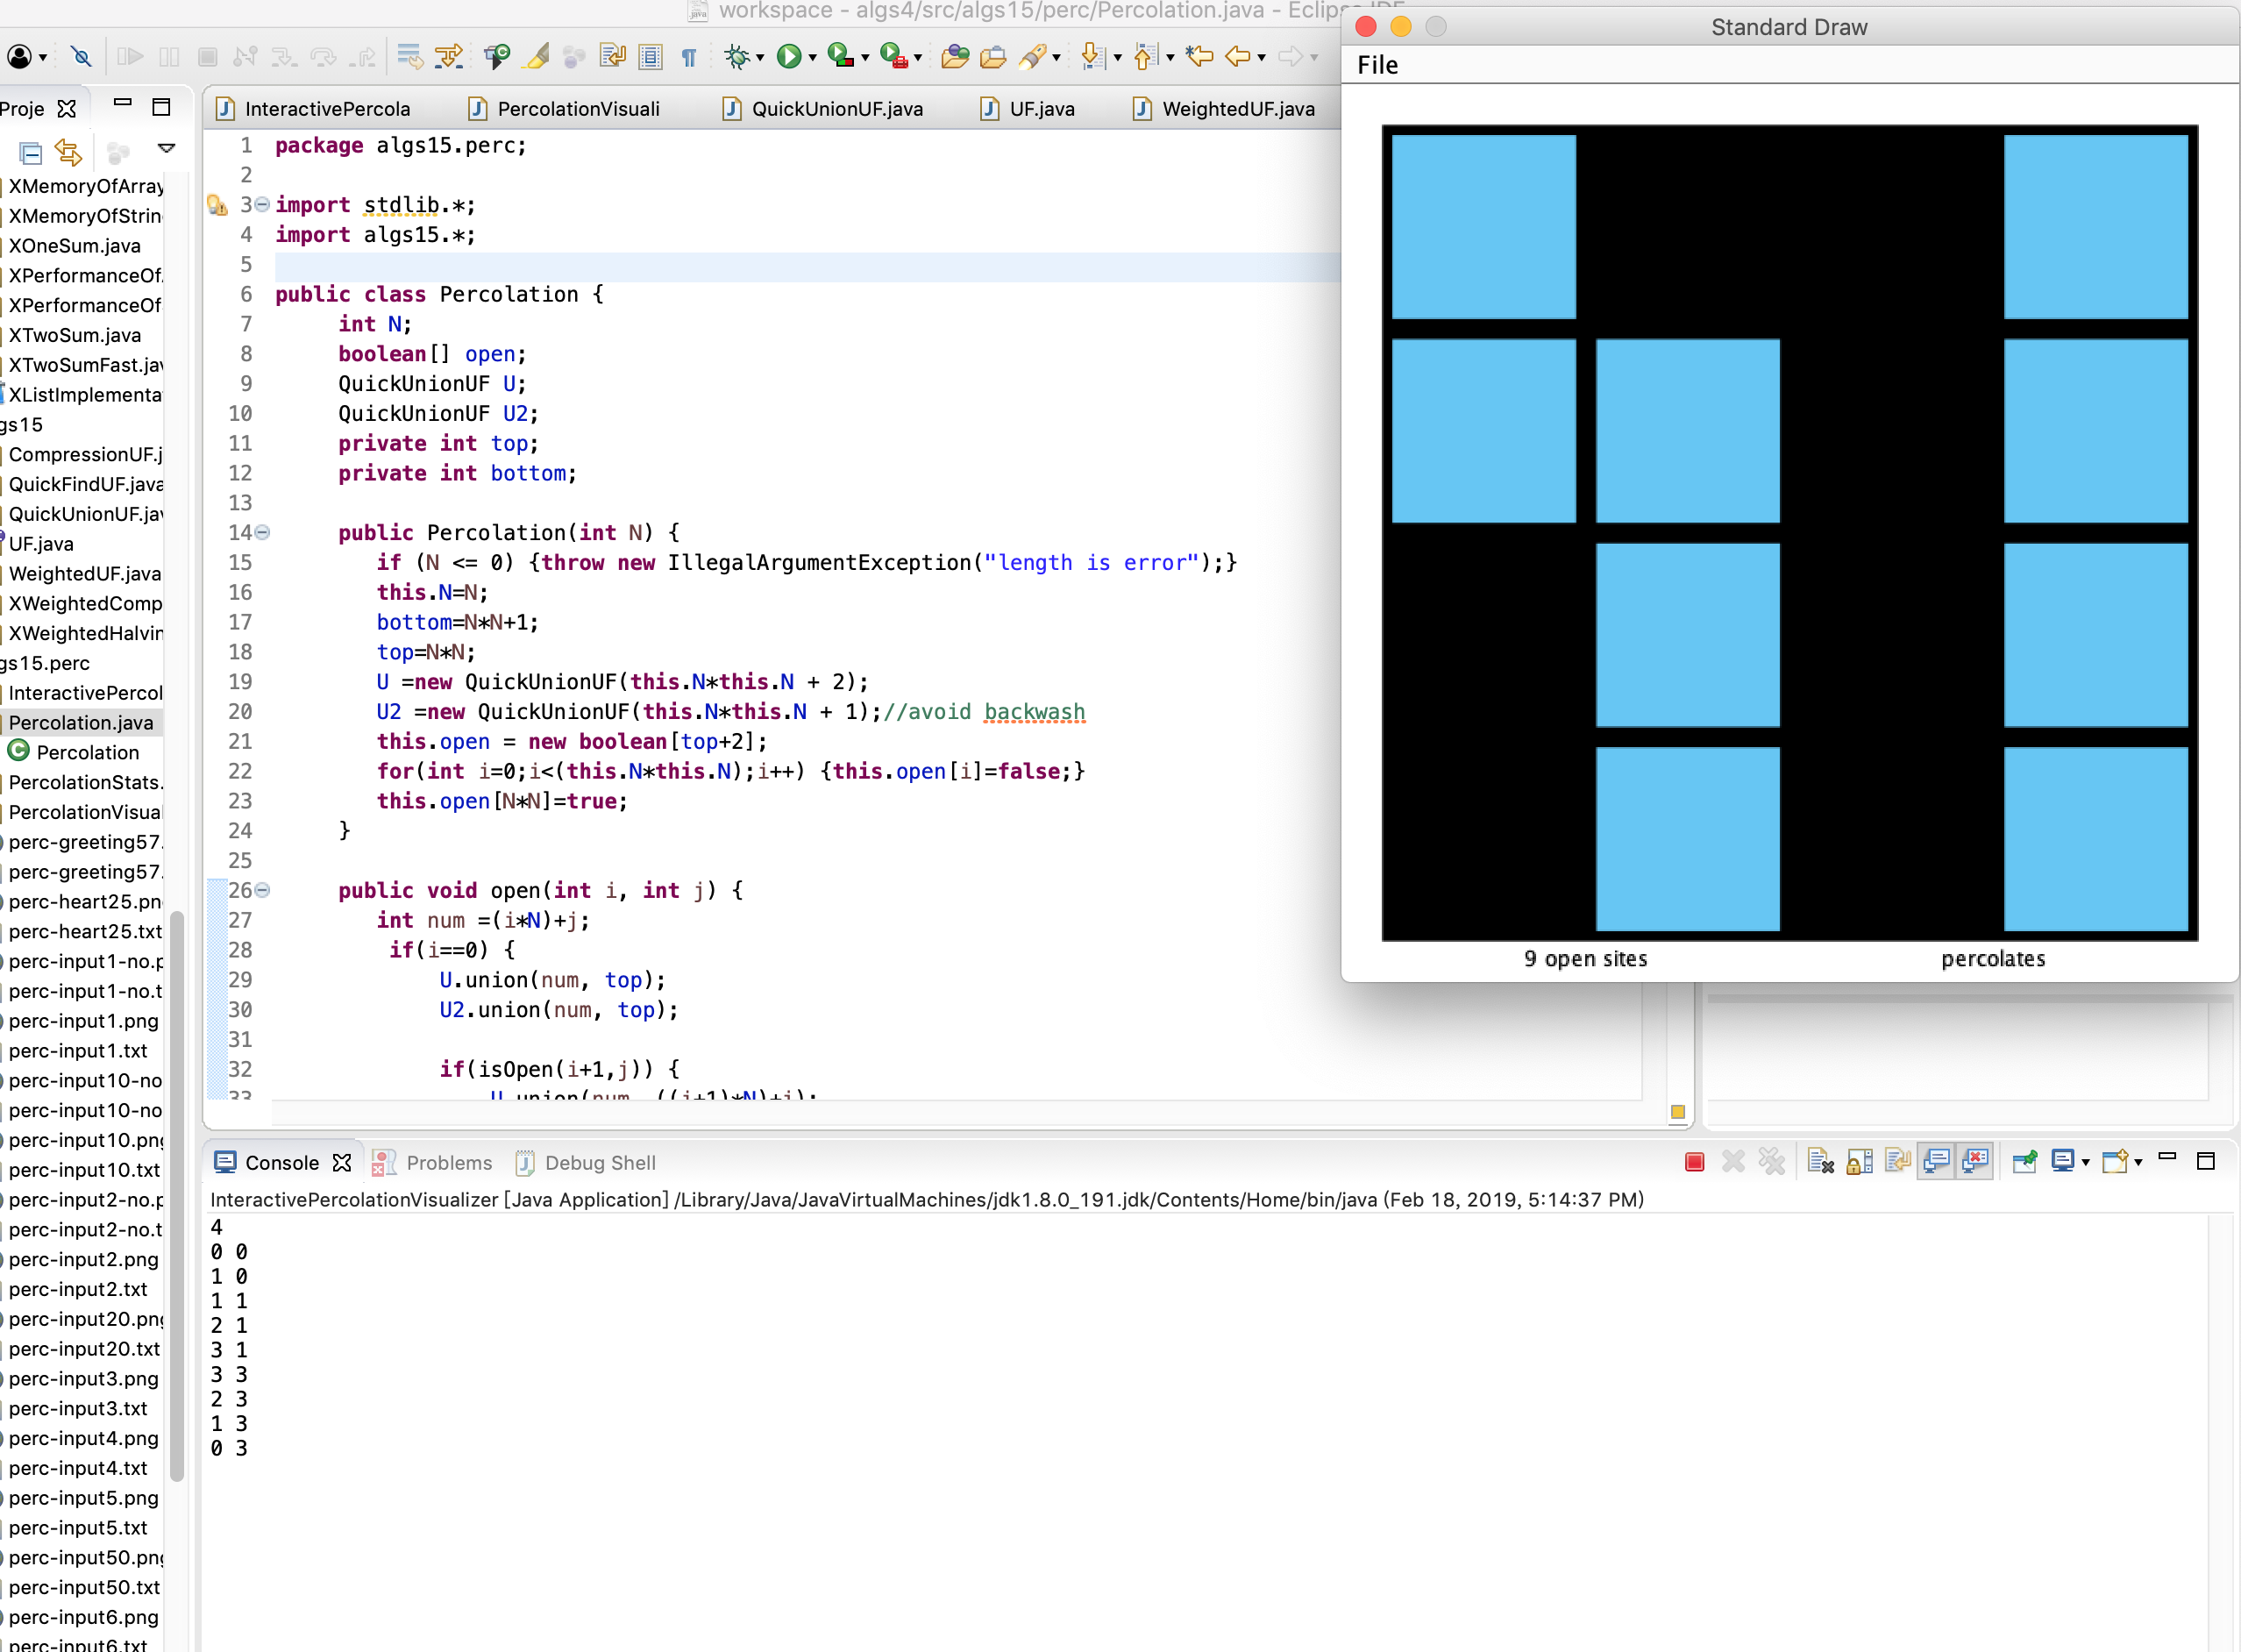 workspace - algs4/src/algs15/perc/Percolation.java - Eclipse IDE
Standard Draw
File
Proje
InteractivePercola
PercolationVisuali
QuickUnionUF.java
UF.java
WeightedUF.java
XMemoryOfArray
XMemoryOfStrin
XOneSum.java
XPerformanceOf
XPerformanceOf
XTwoSum.java
XTwoSumFast.jav
XListImplementa
gs15
CompressionUF.j
QuickFindUF.java
QuickUnionUF.jav
UF.java
WeightedUF.java
XWeightedComp
XWeightedHalvin
gs15.perc
InteractivePercol
Percolation.java
Percolation
PercolationStats.
PercolationVisual
perc-greeting57.
perc-greeting57.
perc-heart25.pn
perc-heart25.txt
perc-input1-no.p
perc-input1-no.t
perc-input1.png
perc-input1.txt
perc-input10-no
perc-input10-no
perc-input10.png
perc-input10.txt
perc-input2-no.p
perc-input2-no.t
perc-input2.png
perc-input2.txt
perc-input20.png
perc-input20.txt
perc-input3.png
perc-input3.txt
perc-input4.png
perc-input4.txt
perc-input5.png
perc-input5.txt
perc-input50.png
perc-input50.txt
perc-input6.png
perc-input6.txt
1 package algs15.perc;
2
3 import stdlib.*;
4 import algs15.*;
5
6 public class Percolation {
7 int N;
8 boolean[] open;
9 QuickUnionUF U;
10 QuickUnionUF U2;
11 private int top;
12 private int bottom;
13
14 public Percolation(int N) {
15 if (N <= 0) {throw new IllegalArgumentException("length is error");}
16 this.N=N;
17 bottom=N*N+1;
18 top=N*N;
19 U =new QuickUnionUF(this.N*this.N + 2);
20 U2 =new QuickUnionUF(this.N*this.N + 1);//avoid backwash
21 this.open = new boolean[top+2];
22 for(int i=0;i<(this.N*this.N);i++) {this.open[i]=false;}
23 this.open[N*N]=true;
24 }
25
26 public void open(int i, int j) {
27 int num =(i*N)+j;
28 if(i==0) {
29 U.union(num, top);
30 U2.union(num, top);
31
32 if(isOpen(i+1,j)) {
33 U.union(num, ((i+1)*N)+j);
9 open sites
percolates
Console
Problems
Debug Shell
InteractivePercolationVisualizer [Java Application] /Library/Java/JavaVirtualMachines/jdk1.8.0_191.jdk/Contents/Home/bin/java (Feb 18, 2019, 5:14:37 PM)
4
0 0
1 0
1 1
2 1
3 1
3 3
2 3
1 3
0 3